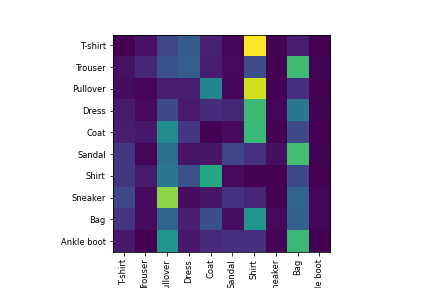 T-shirt
Trouser
Pullover
Dress
Coat
Sandal
Shirt
Sneaker
Bag
Ankle boot
T-shirt
Trouser
ullover
Dress
Coat
Sandal
Shirt
neaker
Bag
le boot